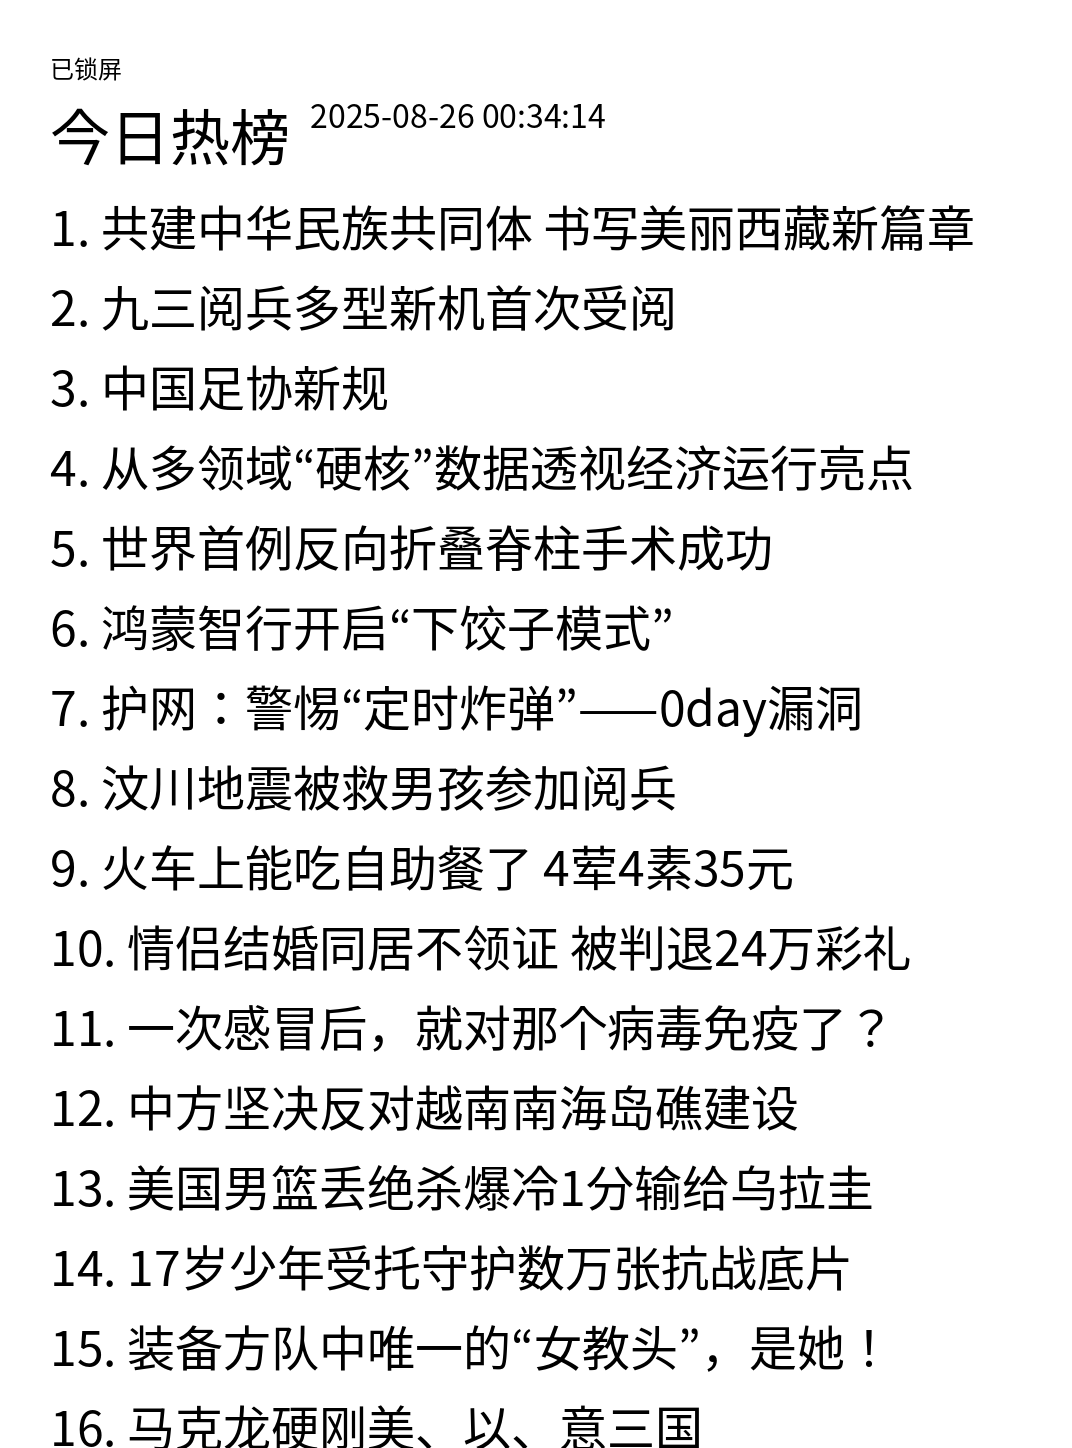 已锁屏
今日热榜 2025-08-26 00:34:14
1. 共建中华民族共同体 书写美丽西藏新篇章
2. 九三阅兵多型新机首次受阅
3. 中国足协新规
4. 从多领域“硬核”数据透视经济运行亮点
5. 世界首例反向折叠脊柱手术成功
6. 鸿蒙智行开启“下饺子模式”
7. 护网：警惕“定时炸弹”——0day漏洞
8. 汶川地震被救男孩参加阅兵
9. 火车上能吃自助餐了 4荤4素35元
10. 情侣结婚同居不领证 被判退24万彩礼
11. 一次感冒后，就对那个病毒免疫了？
12. 中方坚决反对越南南海岛礁建设
13. 美国男篮丢绝杀爆冷1分输给乌拉圭
14. 17岁少年受托守护数万张抗战底片
15. 装备方队中唯一的“女教头”，是她！
16. 马克龙硬刚美、以、意三国